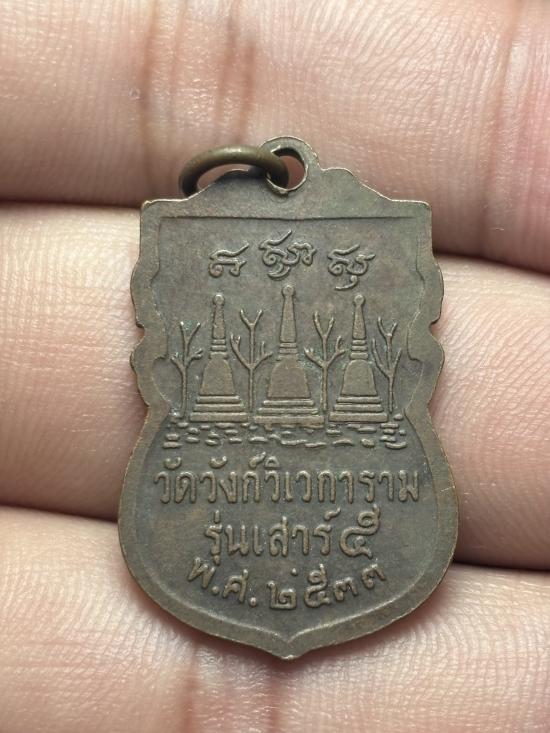 วัดวังก์วิเวการาม
รุ่นเสาร์ ๕
พ.ศ. ๒๕๓๓